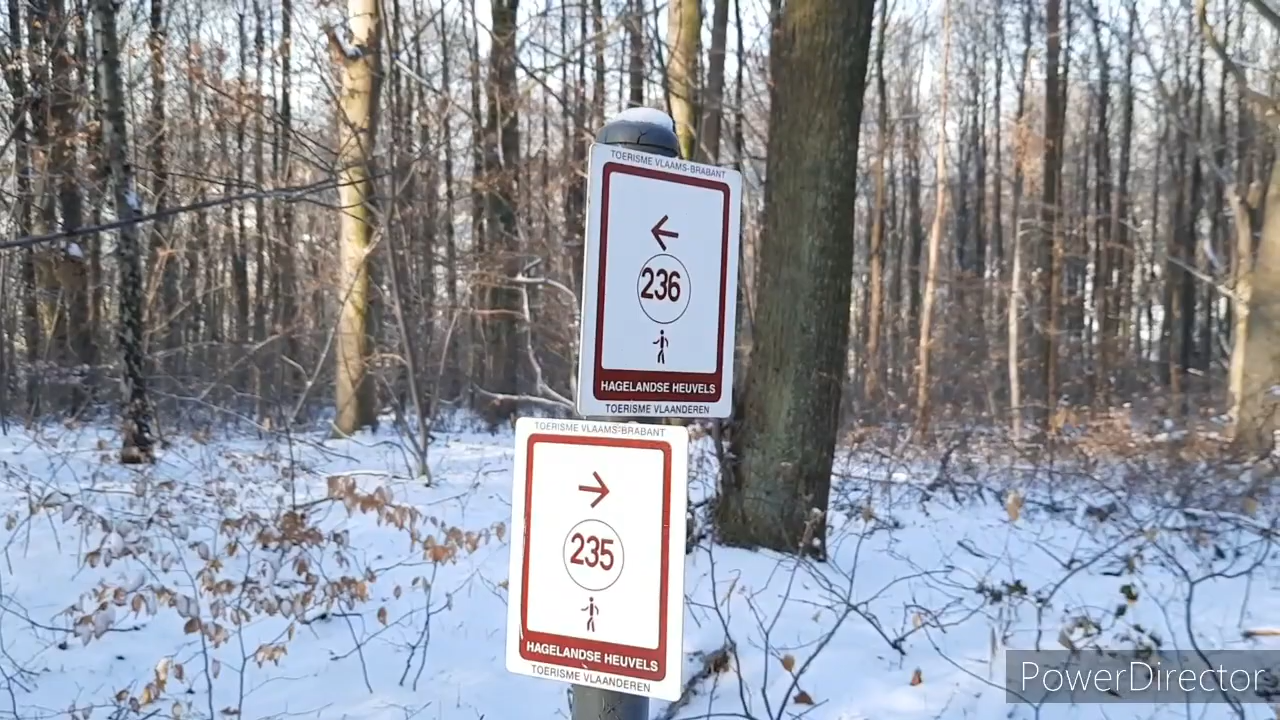 TOERISME VLAAMS-BRABANT
←
236
HAGELANDSE HEUVELS
TOERISME VLAANDEREN
TOERISME VLAAMS-BRABANT
→
235
HAGELANDSE HEUVELS
TOERISME VLAANDEREN
PowerDirector